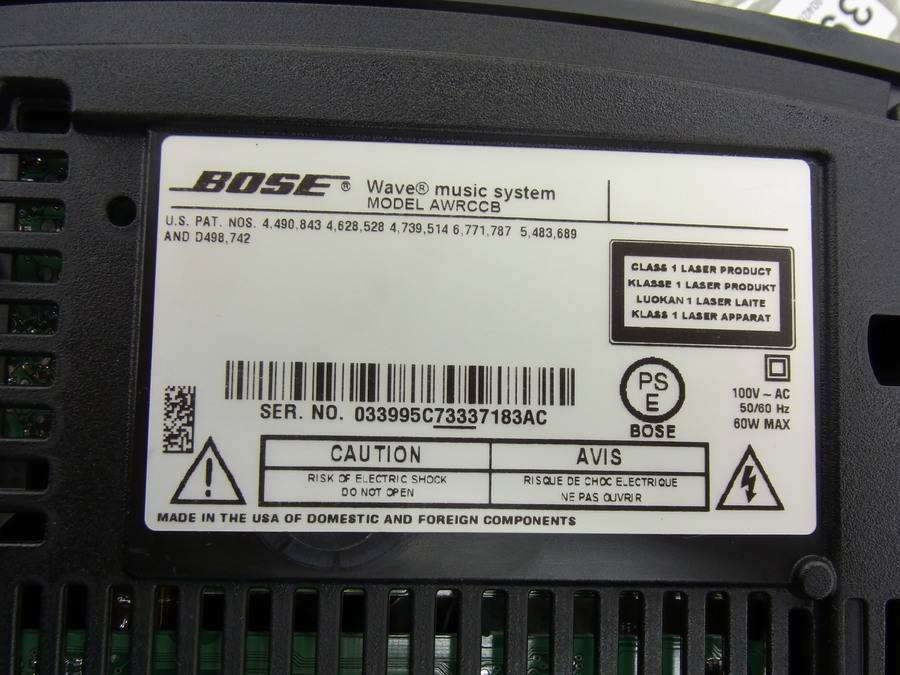 BOSE® Wave® music system
MODEL AWRCCB
U.S. PAT. NOS. 4,490,843 4,628,528 4,739,514 6,771,787 5,483,689
AND D498,742
CLASS 1 LASER PRODUCT
KLASSE 1 LASER PRODUKT
LUOKAN 1 LASER LAITE
KLASS 1 LASER APPARAT
SER. NO. 033995C73337183AC
PS
E
BOSE
100V ~ AC
50/60 Hz
60W MAX
CAUTION
RISK OF ELECTRIC SHOCK
DO NOT OPEN
AVIS
RISQUE DE CHOC ELECTRIQUE
NE PAS OUVRIR
MADE IN THE USA OF DOMESTIC AND FOREIGN COMPONENTS